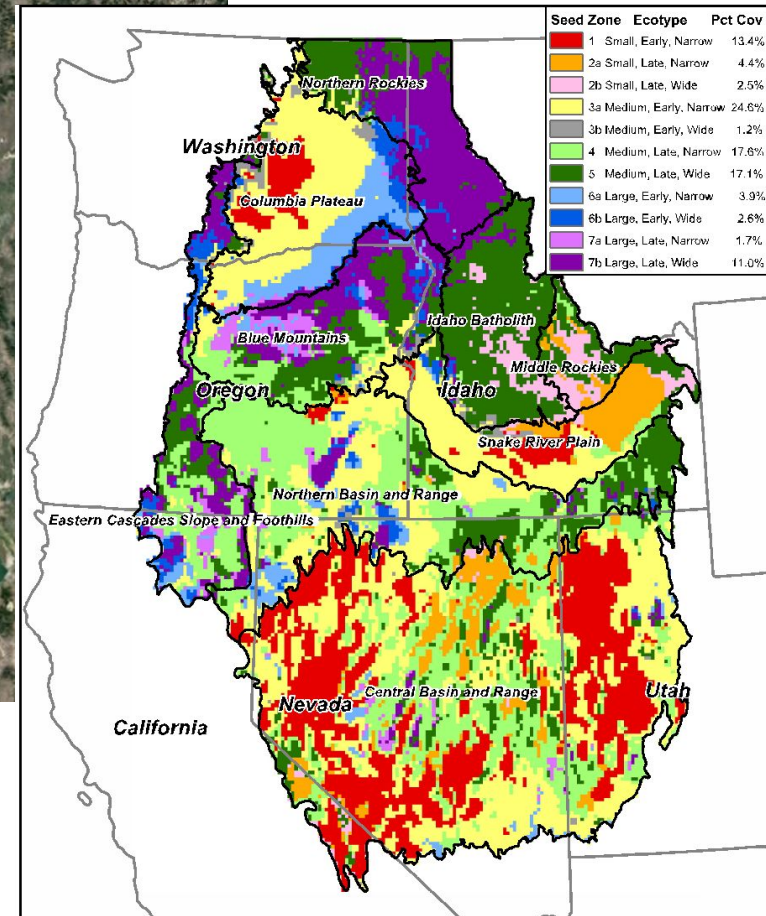 Seed Zone Ecotype Pct Cov
1 Small, Early, Narrow 13.4%
2a Small, Late, Narrow 4.4%
2b Small, Late, Wide 2.5%
3a Medium, Early, Narrow 24.6%
3b Medium, Early, Wide 1.2%
4 Medium, Late, Narrow 17.6%
5 Medium, Late, Wide 17.1%
6a Large, Early, Narrow 3.9%
6b Large, Early, Wide 2.6%
7a Large, Late, Narrow 1.7%
7b Large, Late, Wide 11.0%
Northern Rockies
Washington
Columbia Plateau
Idaho Batholith
Blue Mountains
Middle Rockies
Oregon
Idaho
Snake River Plain
Northern Basin and Range
Eastern Cascades Slope and Foothills
Central Basin and Range
Utah
Nevada
California